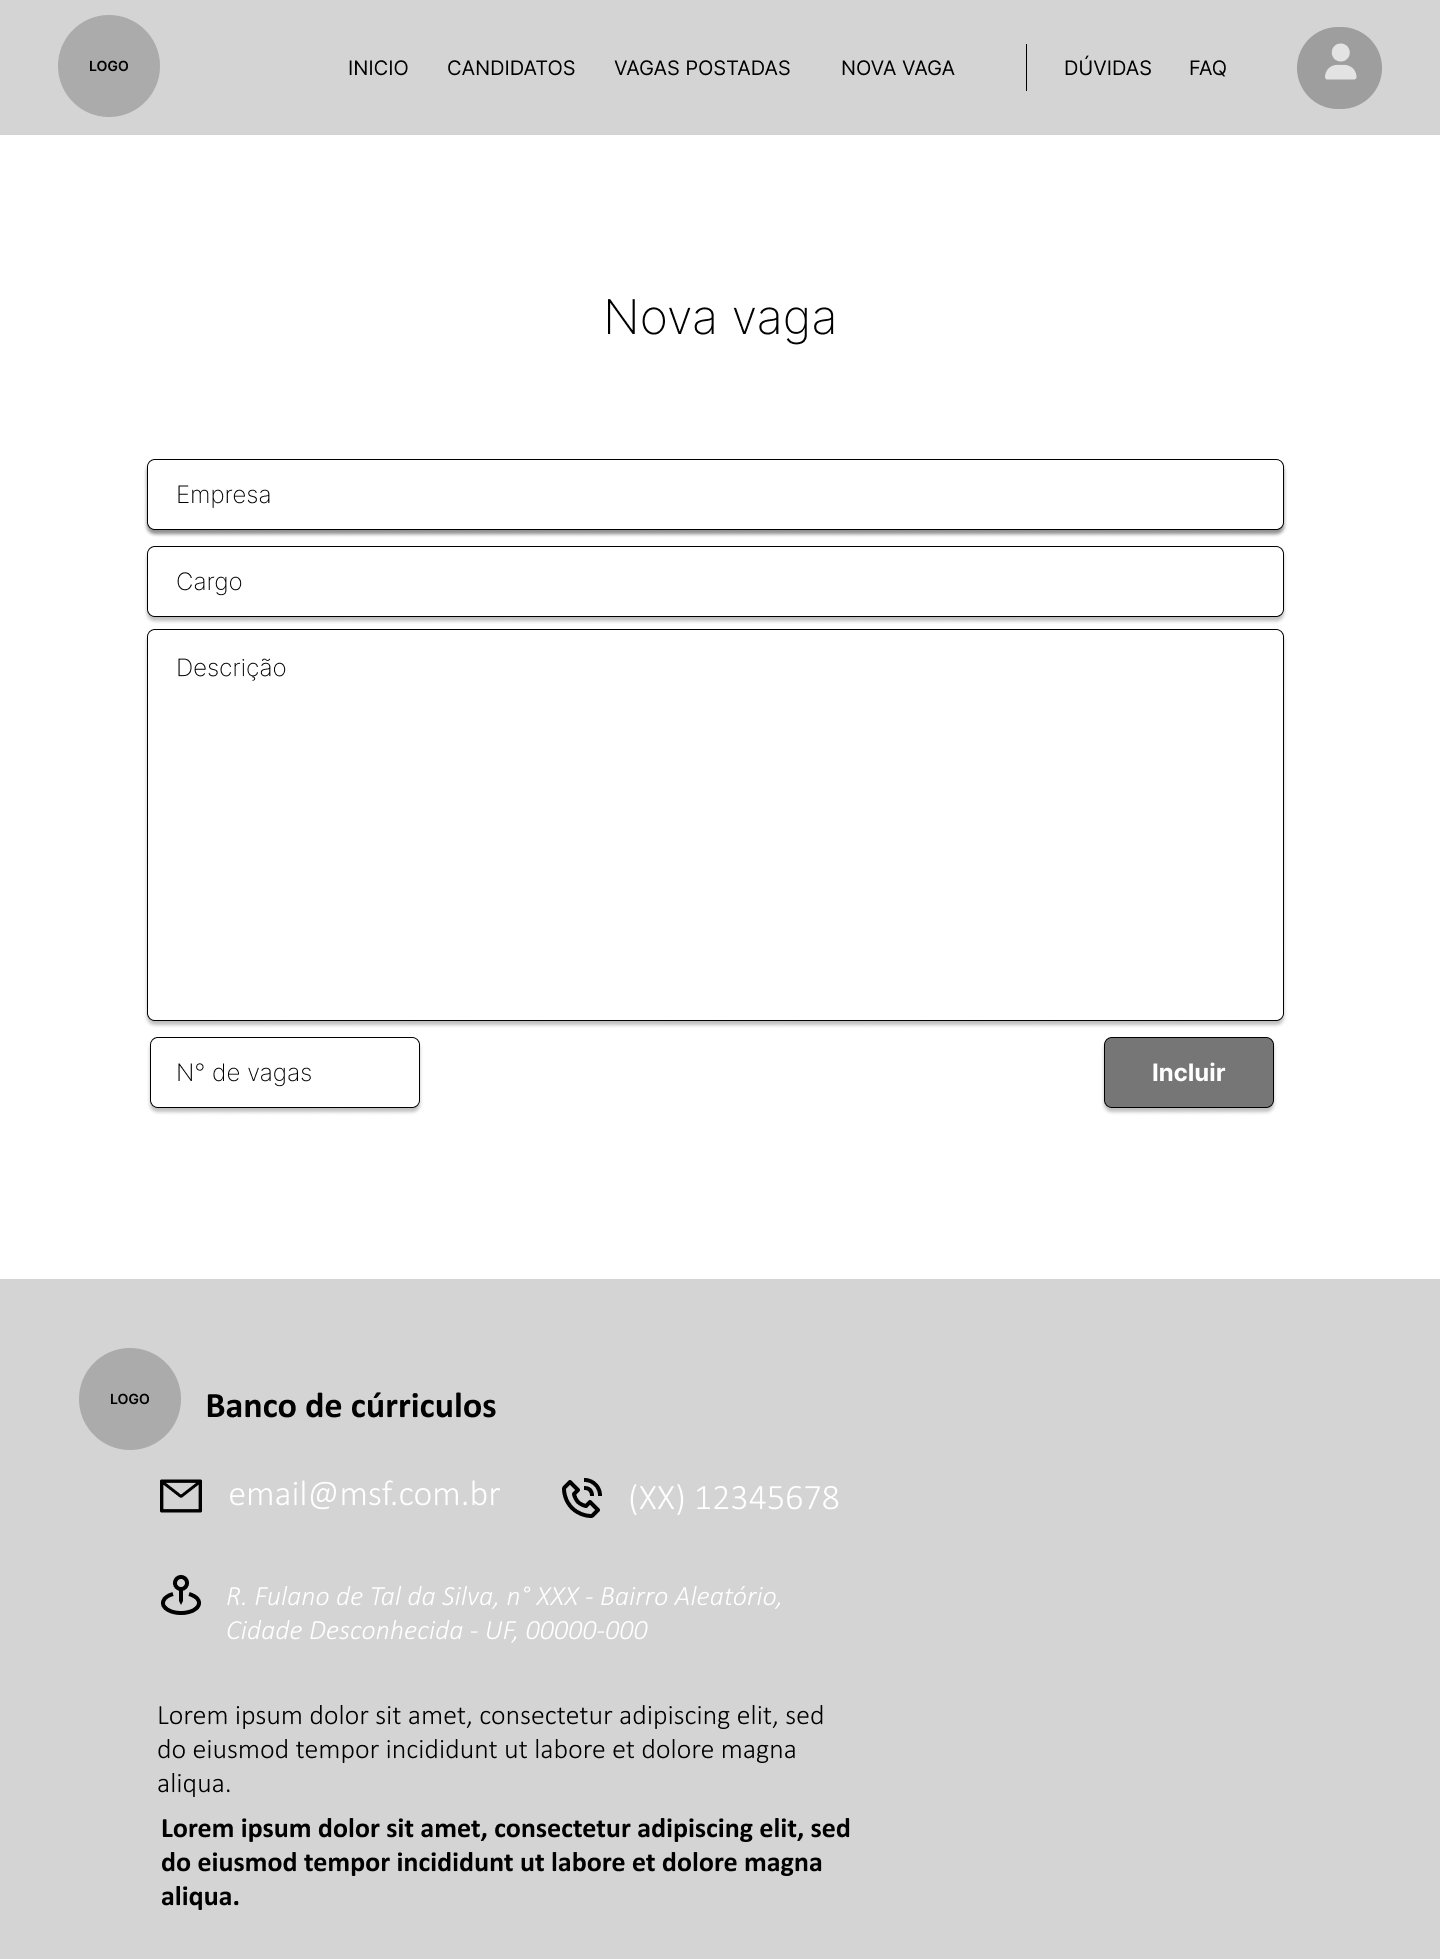 LOGO
INICIO CANDIDATOS VAGAS POSTADAS NOVA VAGA DÚVIDAS FAQ
Nova vaga
Empresa
Cargo
Descrição
N° de vagas
Incluir
LOGO
Banco de cúrriculos
email@msf.com.br
(XX) 12345678
R. Fulano de Tal da Silva, n° XXX - Bairro Aleatório,
Cidade Desconhecida - UF, 00000-000
Lorem ipsum dolor sit amet, consectetur adipiscing elit, sed
do eiusmod tempor incididunt ut labore et dolore magna
aliqua.
Lorem ipsum dolor sit amet, consectetur adipiscing elit, sed
do eiusmod tempor incididunt ut labore et dolore magna
aliqua.